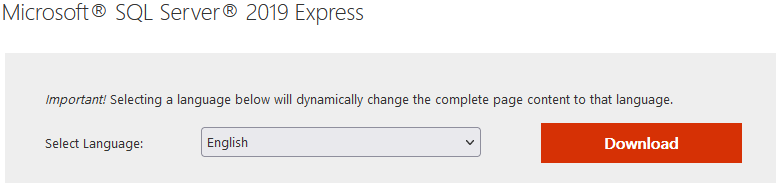 Microsoft® SQL Server® 2019 Express
Important! Selecting a language below will dynamically change the complete page content to that language.
Select Language: English Download